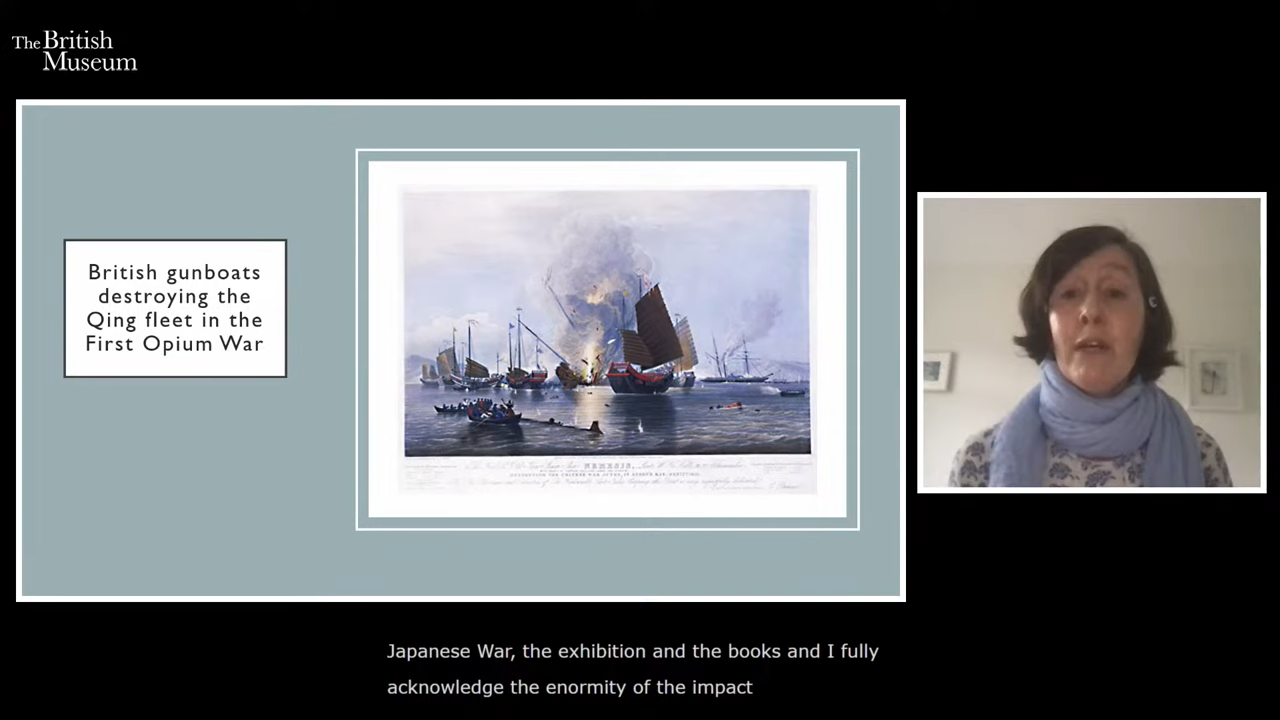 The British
Museum
British gunboats
destroying the
Qing fleet in the
First Opium War
NEMESIS,
Japanese War, the exhibition and the books and I fully
acknowledge the enormity of the impact